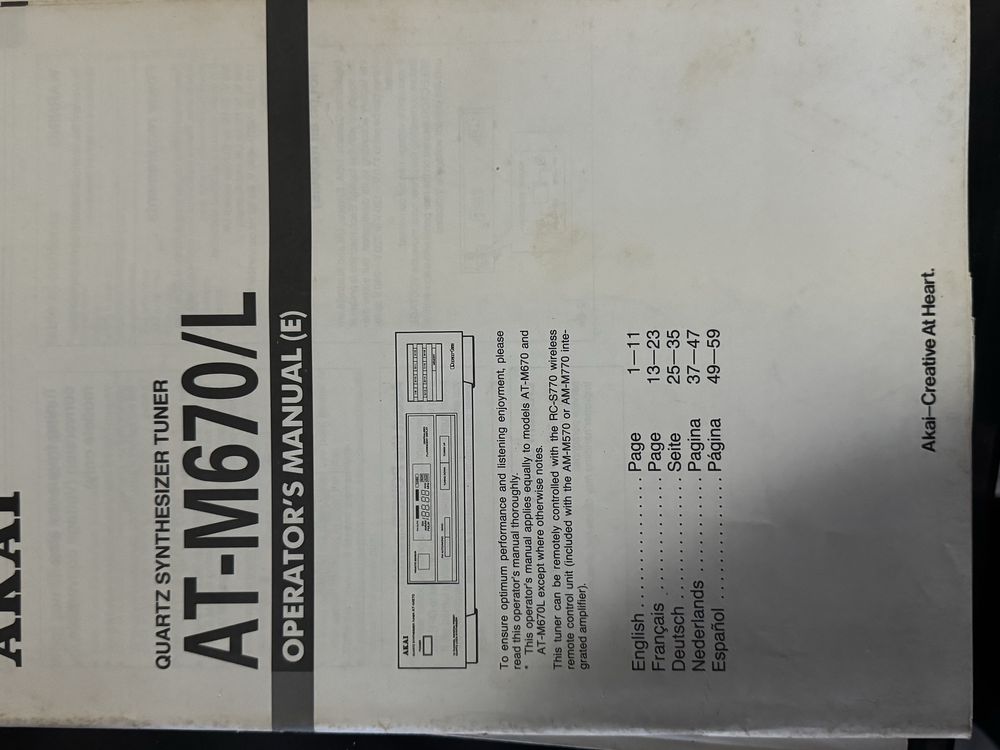 AKAI
QUARTZ SYNTHESIZER TUNER
AT-M670/L
OPERATOR'S MANUAL (E)
AKAI
To ensure optimum performance and listening enjoyment, please
read this operator's manual thoroughly.
* This operator's manual applies equally to models AT-M670 and
AT-M670L except where otherwise notes.
This tuner can be remotely controlled with the RC-S770 wireless
remote control unit (included with the AM-M570 or AM-M770 inte-
grated amplifier).
English . . . . . . . . . . . . . . Page 1—11
Français . . . . . . . . . . . . . Page 13—23
Deutsch . . . . . . . . . . . . . Seite 25—35
Nederlands . . . . . . . . . . Pagina 37—47
Español . . . . . . . . . . . . . Página 49—59
Akai—Creative At Heart.